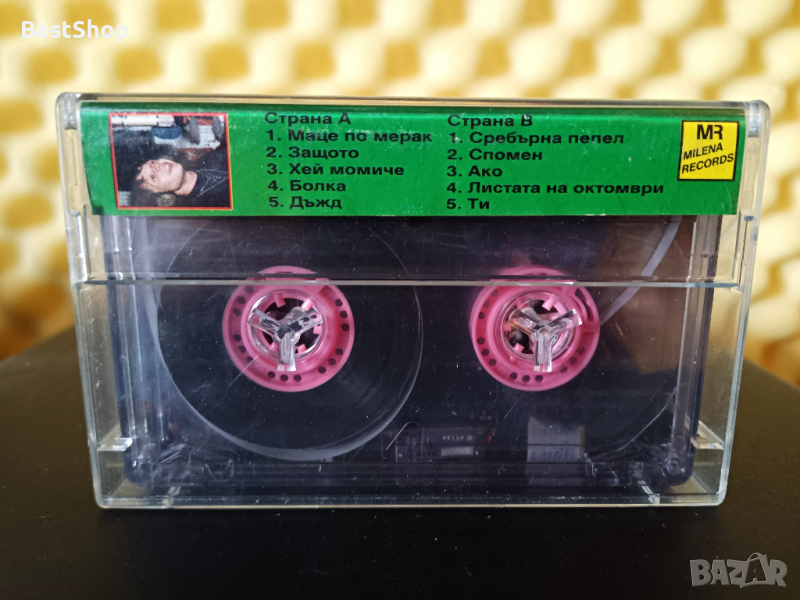 BestShop
Страна А
1. Маце по мерак
2. Защото
3. Хей момиче
4. Болка
5. Дъжд
Страна В
1. Сребърна пепел
2. Спомен
3. Ако
4. Листата на октомври
5. Ти
MR
MILENA
RECORDS
BAZAR